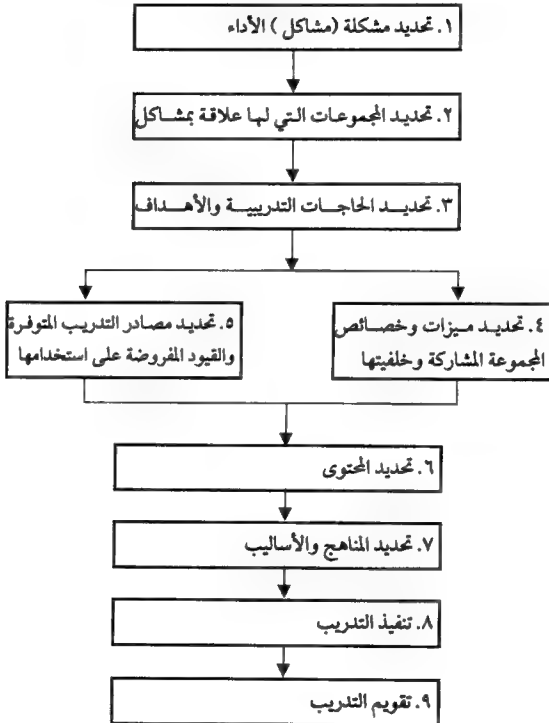 ١. تحديد مشكلة (مشاكل) الأداء
٢. تحديد المجموعات التي لها علاقة بمشاكل
٣. تحديد الحاجات التدريبية والأهداف
٤. تحديد ميزات وخصائص
المجموعة المشاركة وخلفيتها
٥. تحديد مصادر التدريب المتوفرة
والقيود المفروضة على استخدامها
٦. تحديد المحتوى
٧. تحديد المناهج والأساليب
٨. تنفيذ التدريب
٩. تقويم التدريب